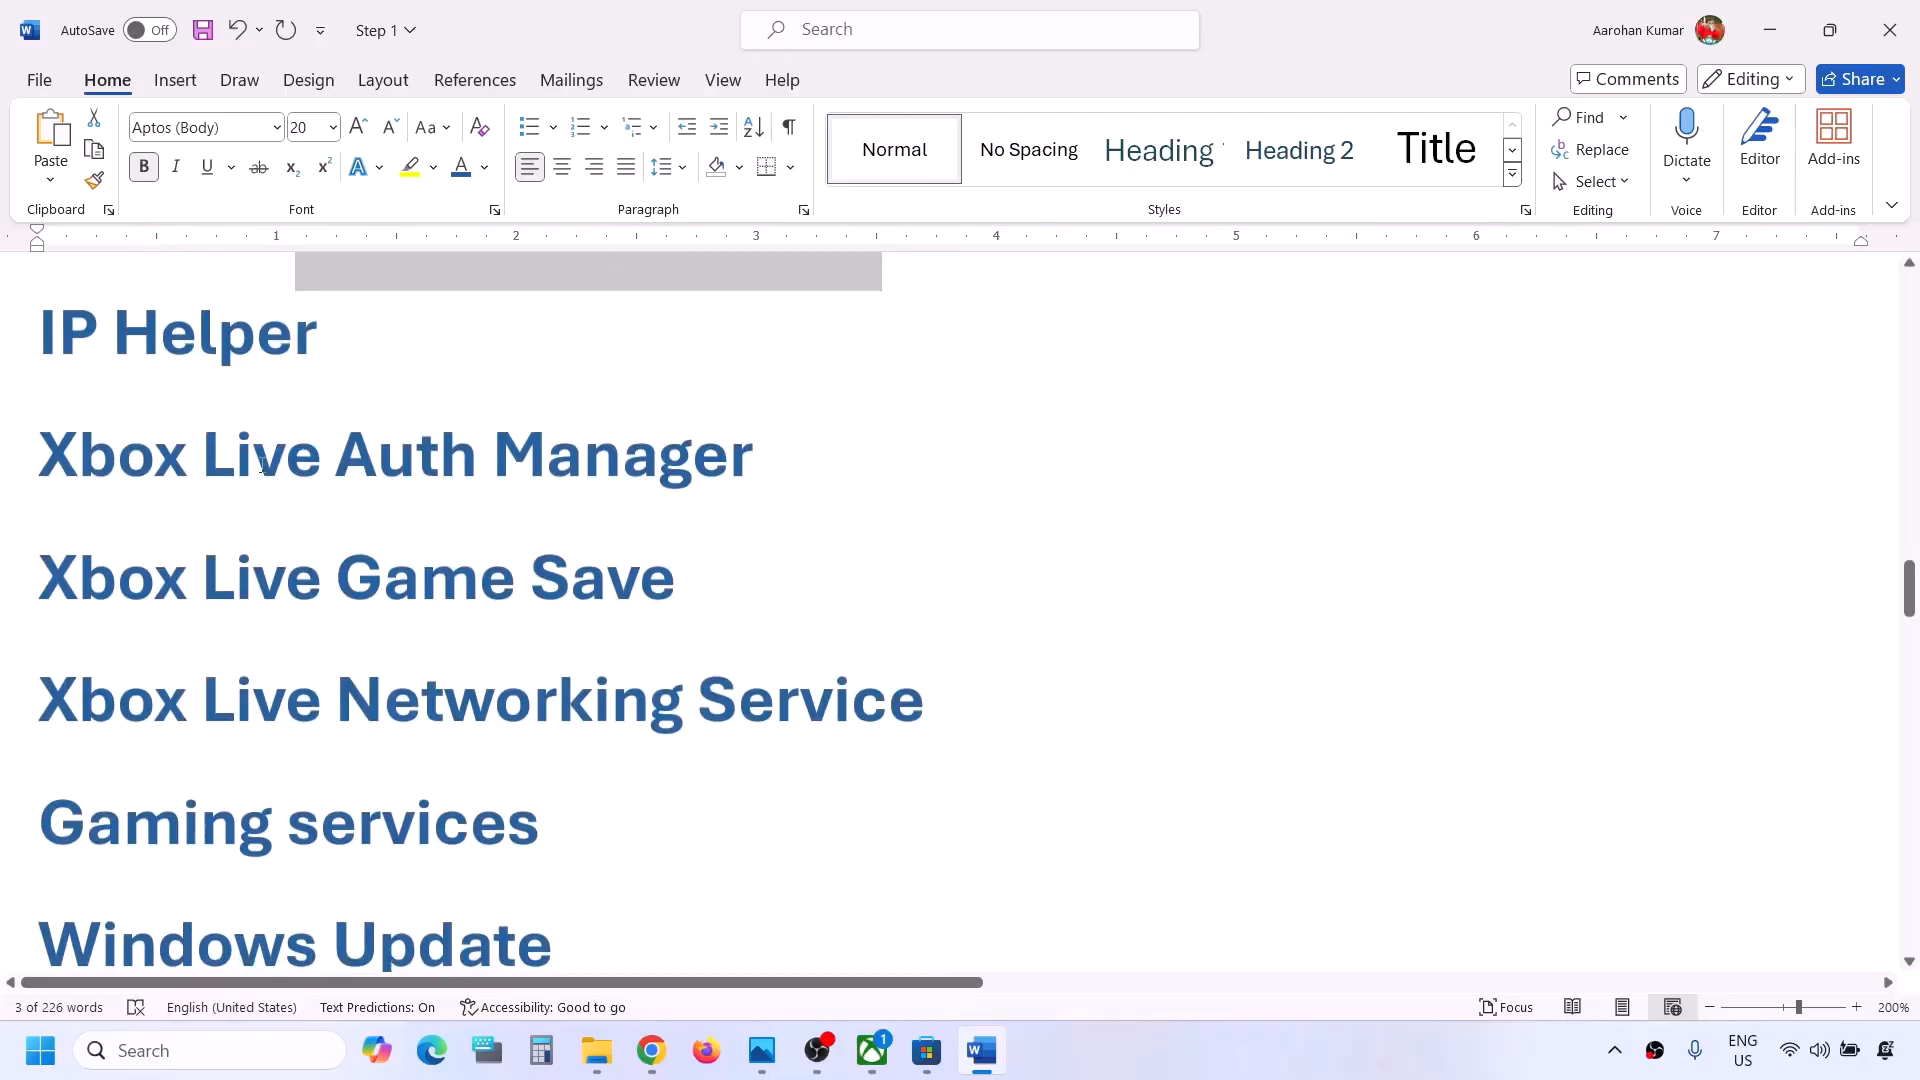 AutoSave Off Step 1 Search Aarohan Kumar
File Home Insert Draw Design Layout References Mailings Review View Help Comments Editing Share
Paste Aptos (Body) 20 Aa Normal No Spacing Heading Heading 2 Title Find Replace Select Dictate Editor Add-ins
Clipboard Font Paragraph Styles Editing Voice Editor Add-ins
1 2 3 4 5 6 7
IP Helper
Xbox Live Auth Manager
Xbox Live Game Save
Xbox Live Networking Service
Gaming services
Windows Update
3 of 226 words English (United States) Text Predictions: On Accessibility: Good to go Focus 200%
Search 1 ENG
US